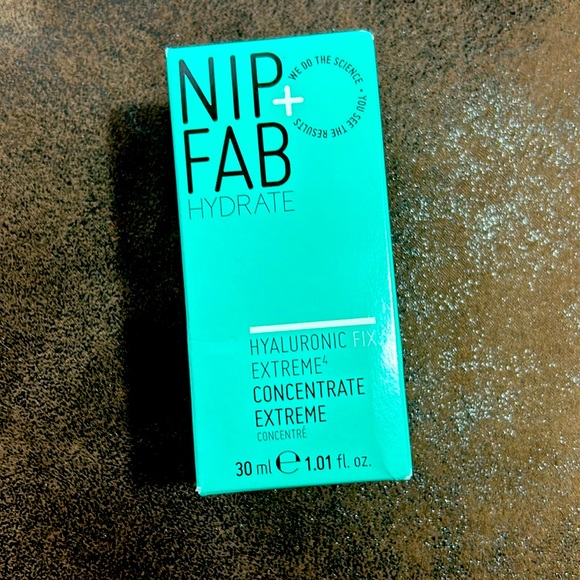 NIP+
FAB
HYDRATE
WE DO THE SCIENCE • YOU SEE THE RESULTS
HYALURONIC FIX
EXTREME⁴
CONCENTRATE
EXTREME
CONCENTRÉ
30 ml ℮ 1.01 fl. oz.